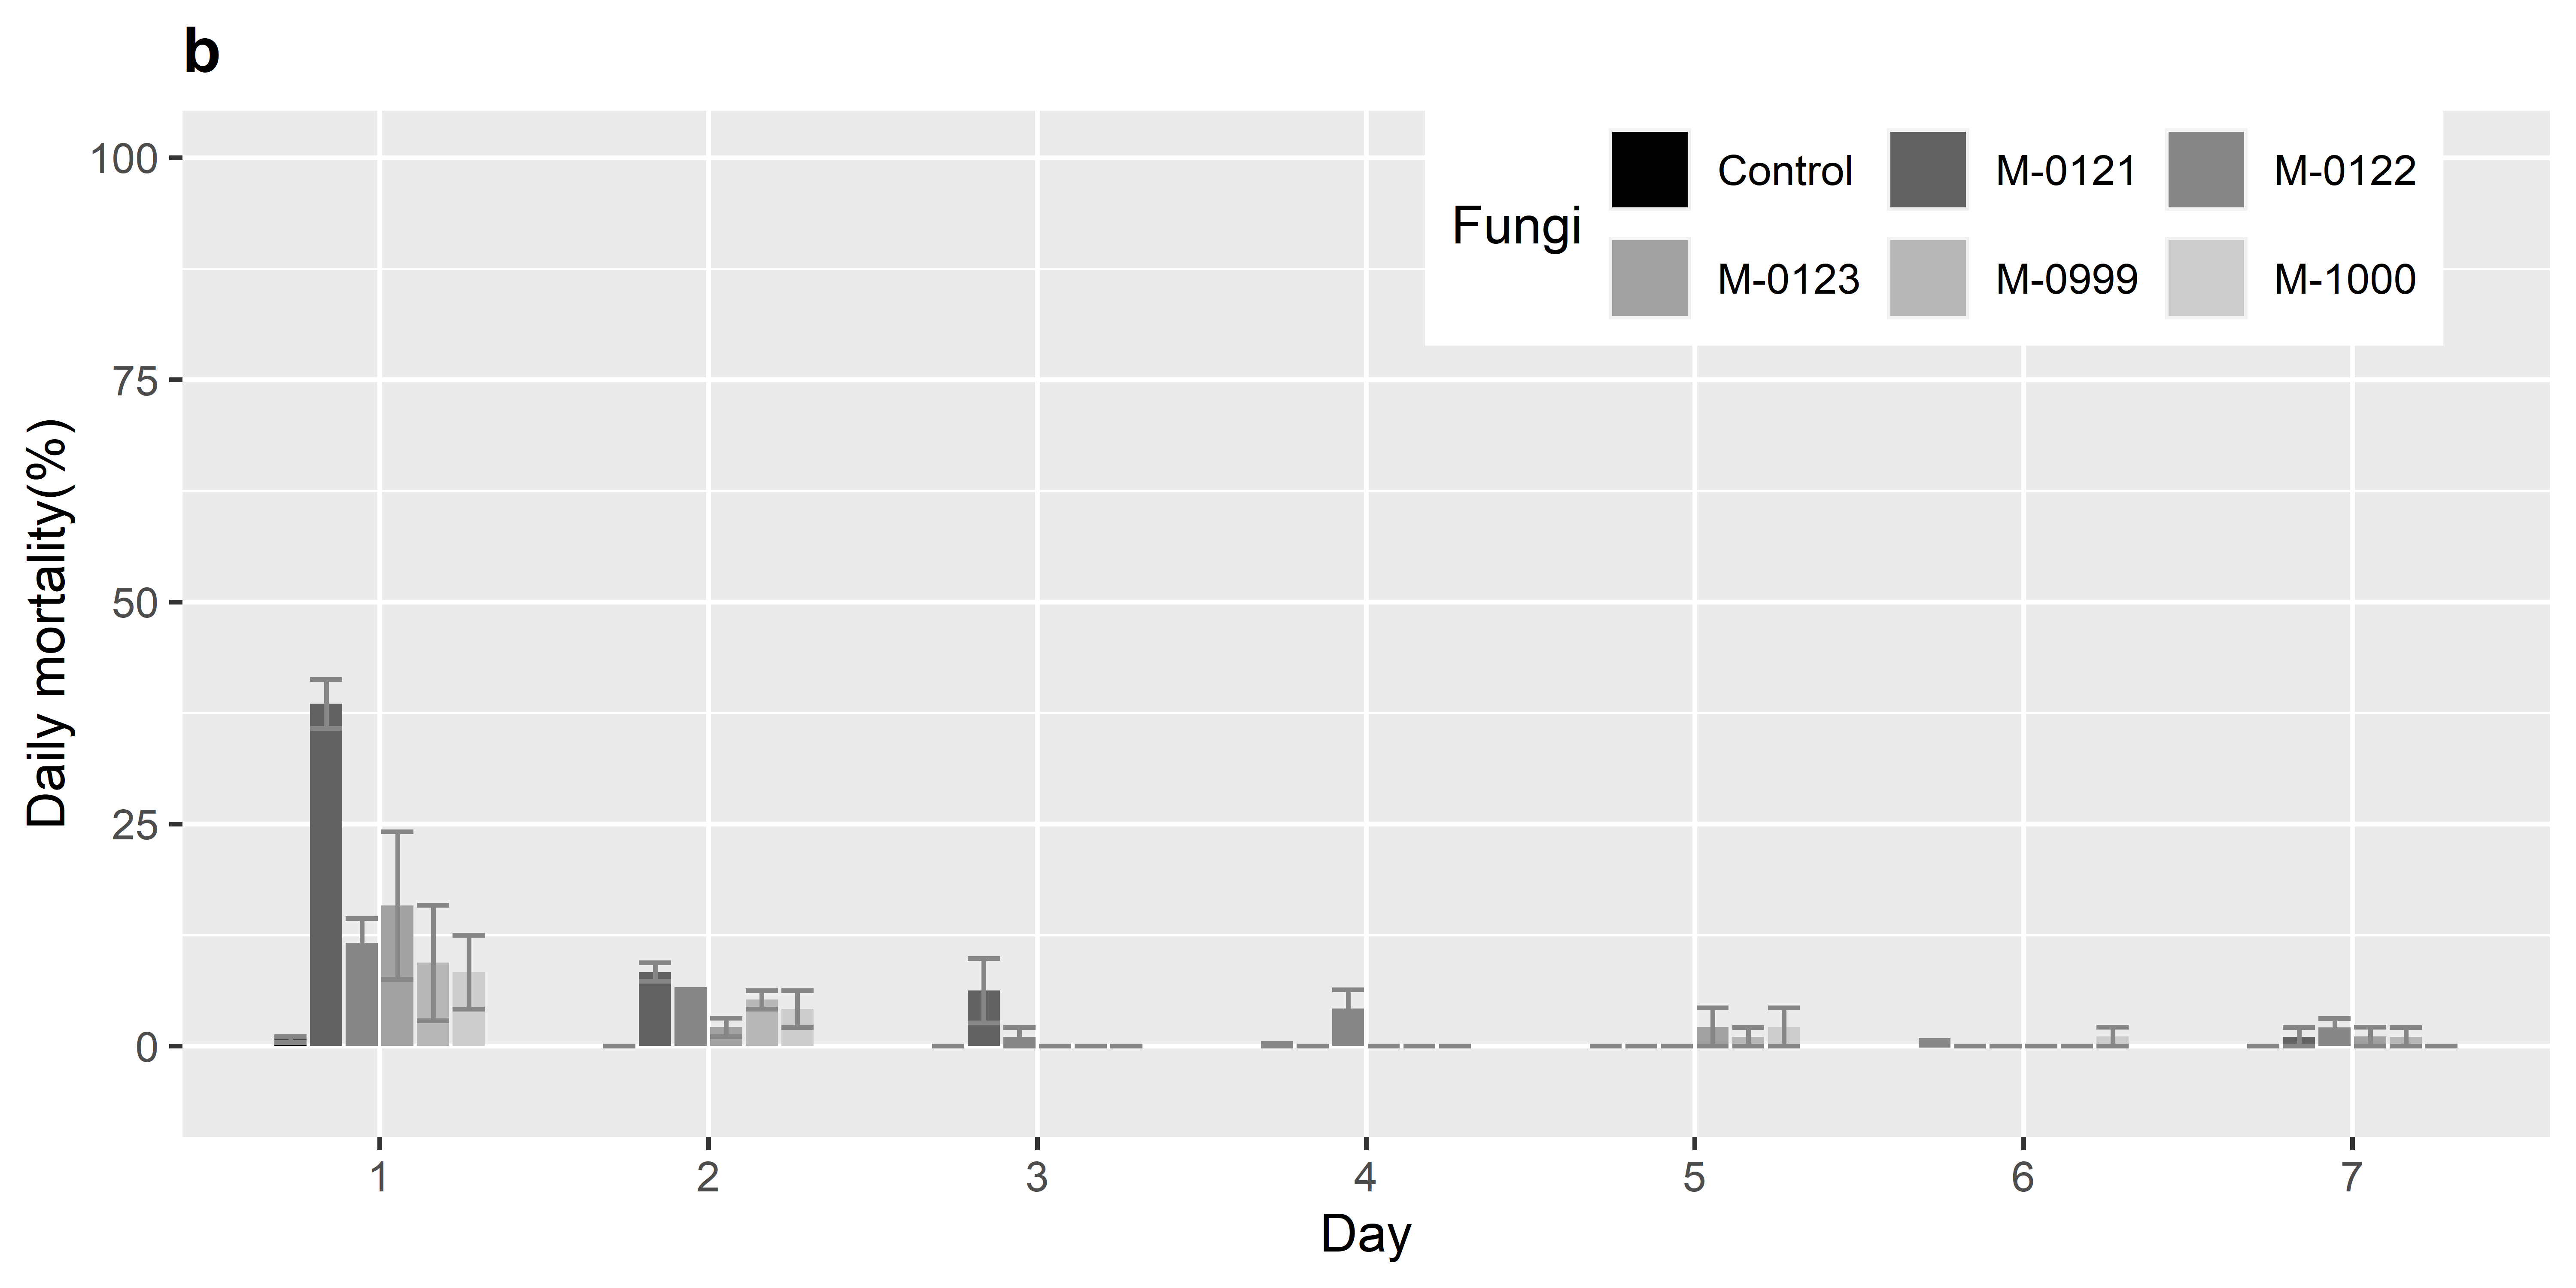 b
Fungi
Control M-0121 M-0122
M-0123 M-0999 M-1000
Daily mortality(%)
100
75
50
25
0
1 2 3 4 5 6 7
Day